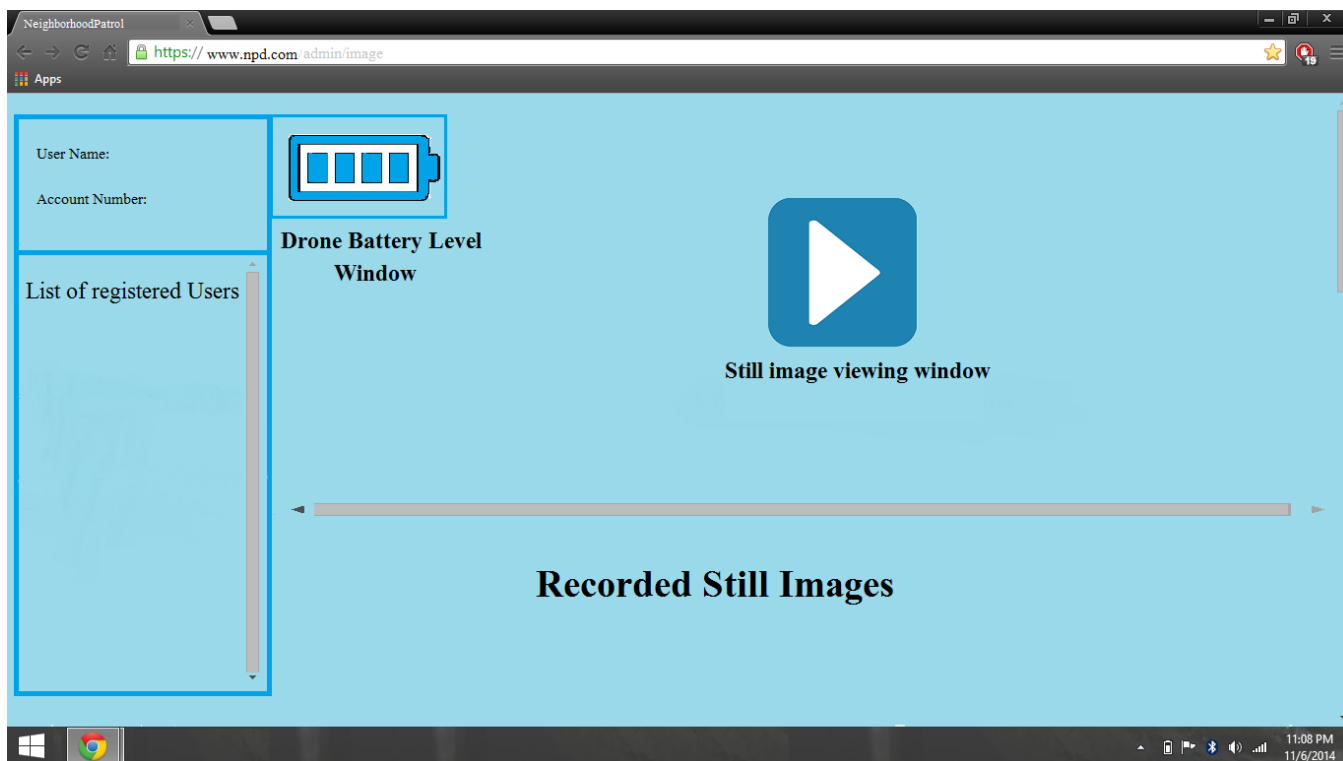 NeighborhoodPatrol
https:// www.npd.com/admin/image
19
Apps
User Name:
Account Number:
List of registered Users
Drone Battery Level
Window
Still image viewing window
Recorded Still Images
11:08 PM
11/6/2014